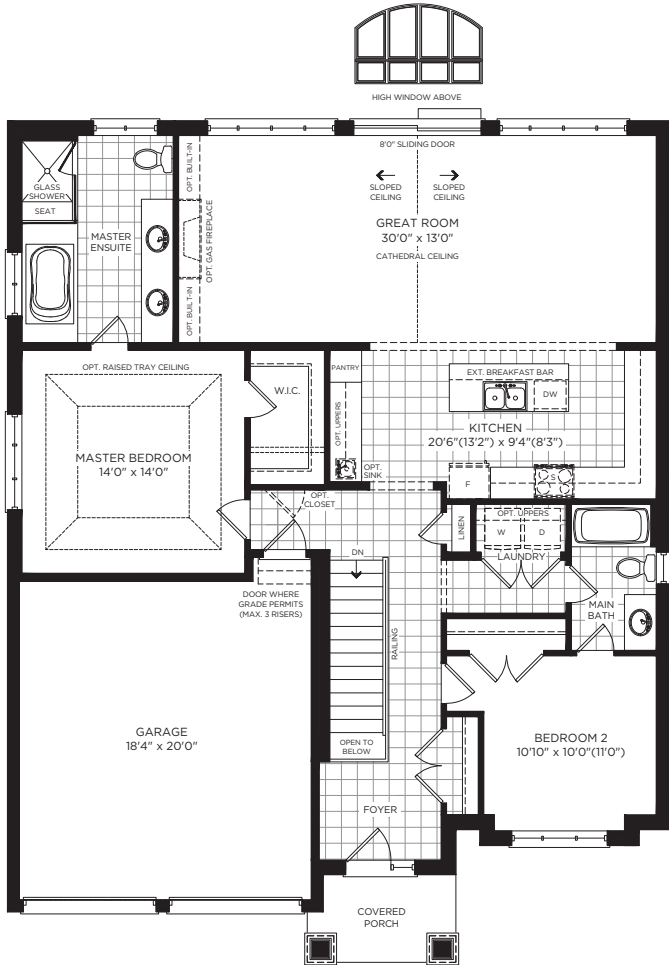 HIGH WINDOW ABOVE
8'0" SLIDING DOOR
SLOPED
CEILING
SLOPED
CEILING
GREAT ROOM
30'0" x 13'0"
CATHEDRAL CEILING
OPT. BUILT-IN
OPT. GAS FIREPLACE
OPT. BUILT-IN
GLASS
SHOWER
SEAT
MASTER
ENSUITE
OPT. RAISED TRAY CEILING
MASTER BEDROOM
14'0" x 14'0"
W.I.C.
PANTRY
OPT. UPPERS
OPT.
SINK
EXT. BREAKFAST BAR
DW
KITCHEN
20'6"(13'2") x 9'4"(8'3")
F
S
OPT.
CLOSET
LINEN
OPT. UPPERS
W
D
LAUNDRY
MAIN
BATH
DN
RAILING
DOOR WHERE
GRADE PERMITS
(MAX. 3 RISERS)
GARAGE
18'4" x 20'0"
OPEN TO
BELOW
BEDROOM 2
10'10" x 10'0"(11'0")
FOYER
COVERED
PORCH